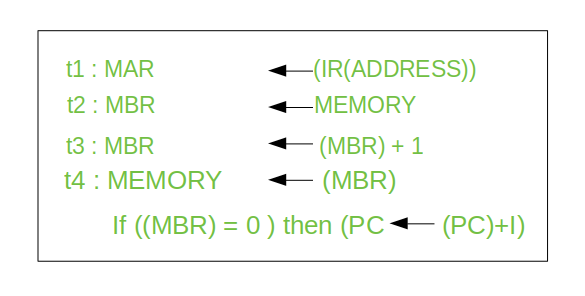 t1 : MAR ← (IR(ADDRESS))
t2 : MBR ← MEMORY
t3 : MBR ← (MBR) + 1
t4 : MEMORY ← (MBR)
If ((MBR) = 0 ) then (PC ← (PC)+I)